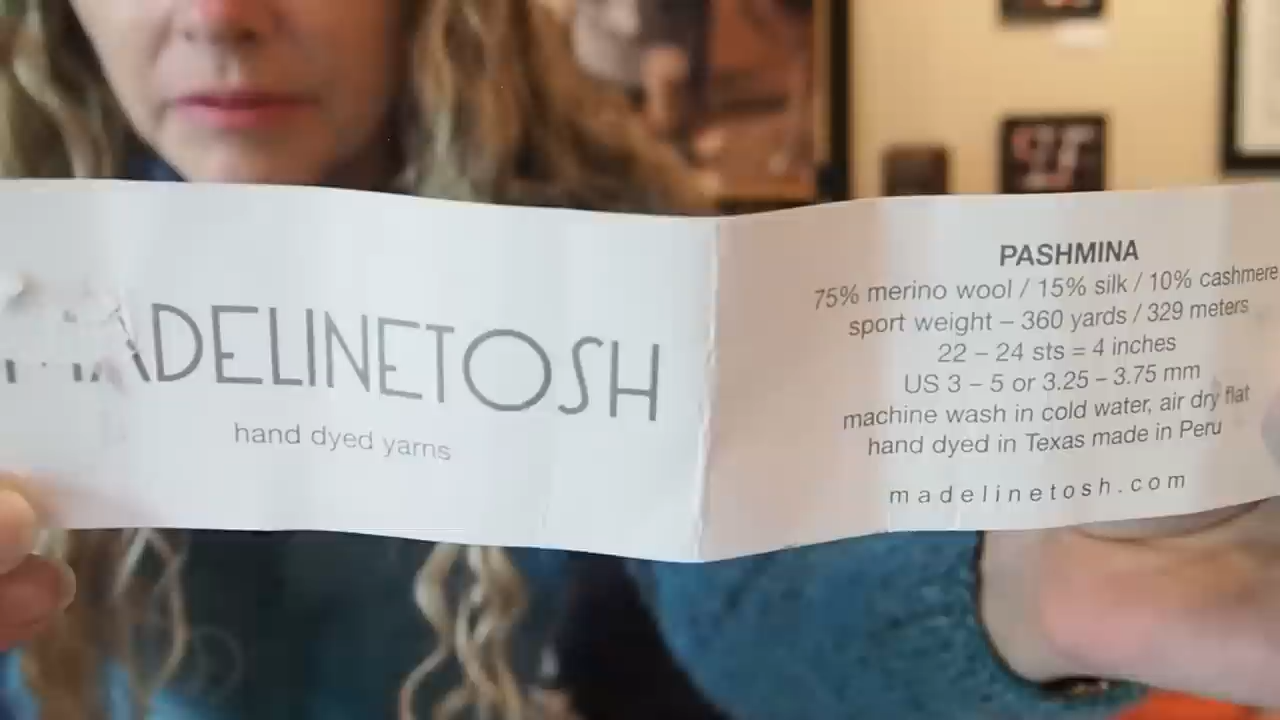 MADELINETOSH
hand dyed yarns
PASHMINA
75% merino wool / 15% silk / 10% cashmere
sport weight – 360 yards / 329 meters
22 – 24 sts = 4 inches
US 3 – 5 or 3.25 – 3.75 mm
machine wash in cold water, air dry flat
hand dyed in Texas made in Peru
madelinetosh.com